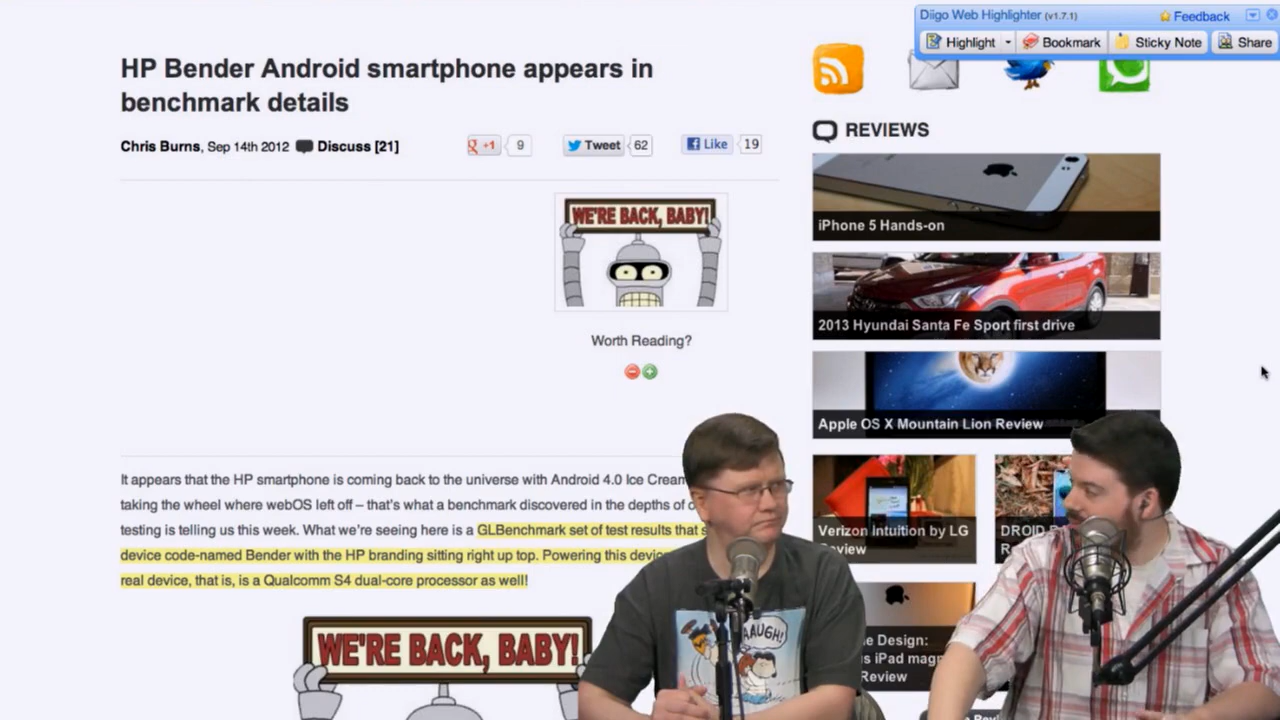 Diigo Web Highlighter (v1.7.1)
Feedback
Highlight
Bookmark
Sticky Note
Share
HP Bender Android smartphone appears in
benchmark details
Chris Burns, Sep 14th 2012 Discuss [21]
+1 9
Tweet 62
Like 19
WE'RE BACK, BABY!
Worth Reading?
It appears that the HP smartphone is coming back to the universe with Android 4.0 Ice Cream
taking the wheel where webOS left off – that's what a benchmark discovered in the depths of
testing is telling us this week. What we're seeing here is a GLBenchmark set of test results that
device code-named Bender with the HP branding sitting right up top. Powering this device
real device, that is, is a Qualcomm S4 dual-core processor as well!
WE'RE BACK, BABY!
REVIEWS
iPhone 5 Hands-on
2013 Hyundai Santa Fe Sport first drive
Apple OS X Mountain Lion Review
Verizon Intuition by LG
DROID
Design:
iPad
Review
AAUGH!